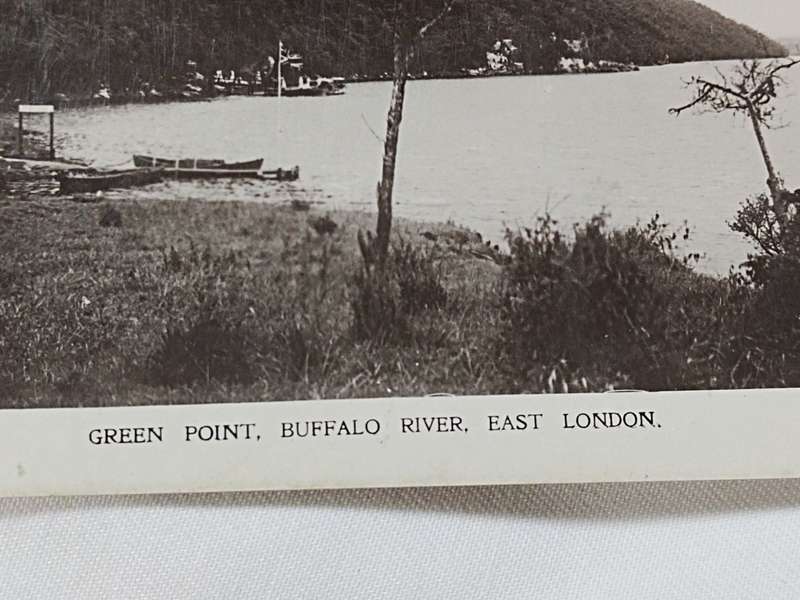 GREEN POINT, BUFFALO RIVER, EAST LONDON.